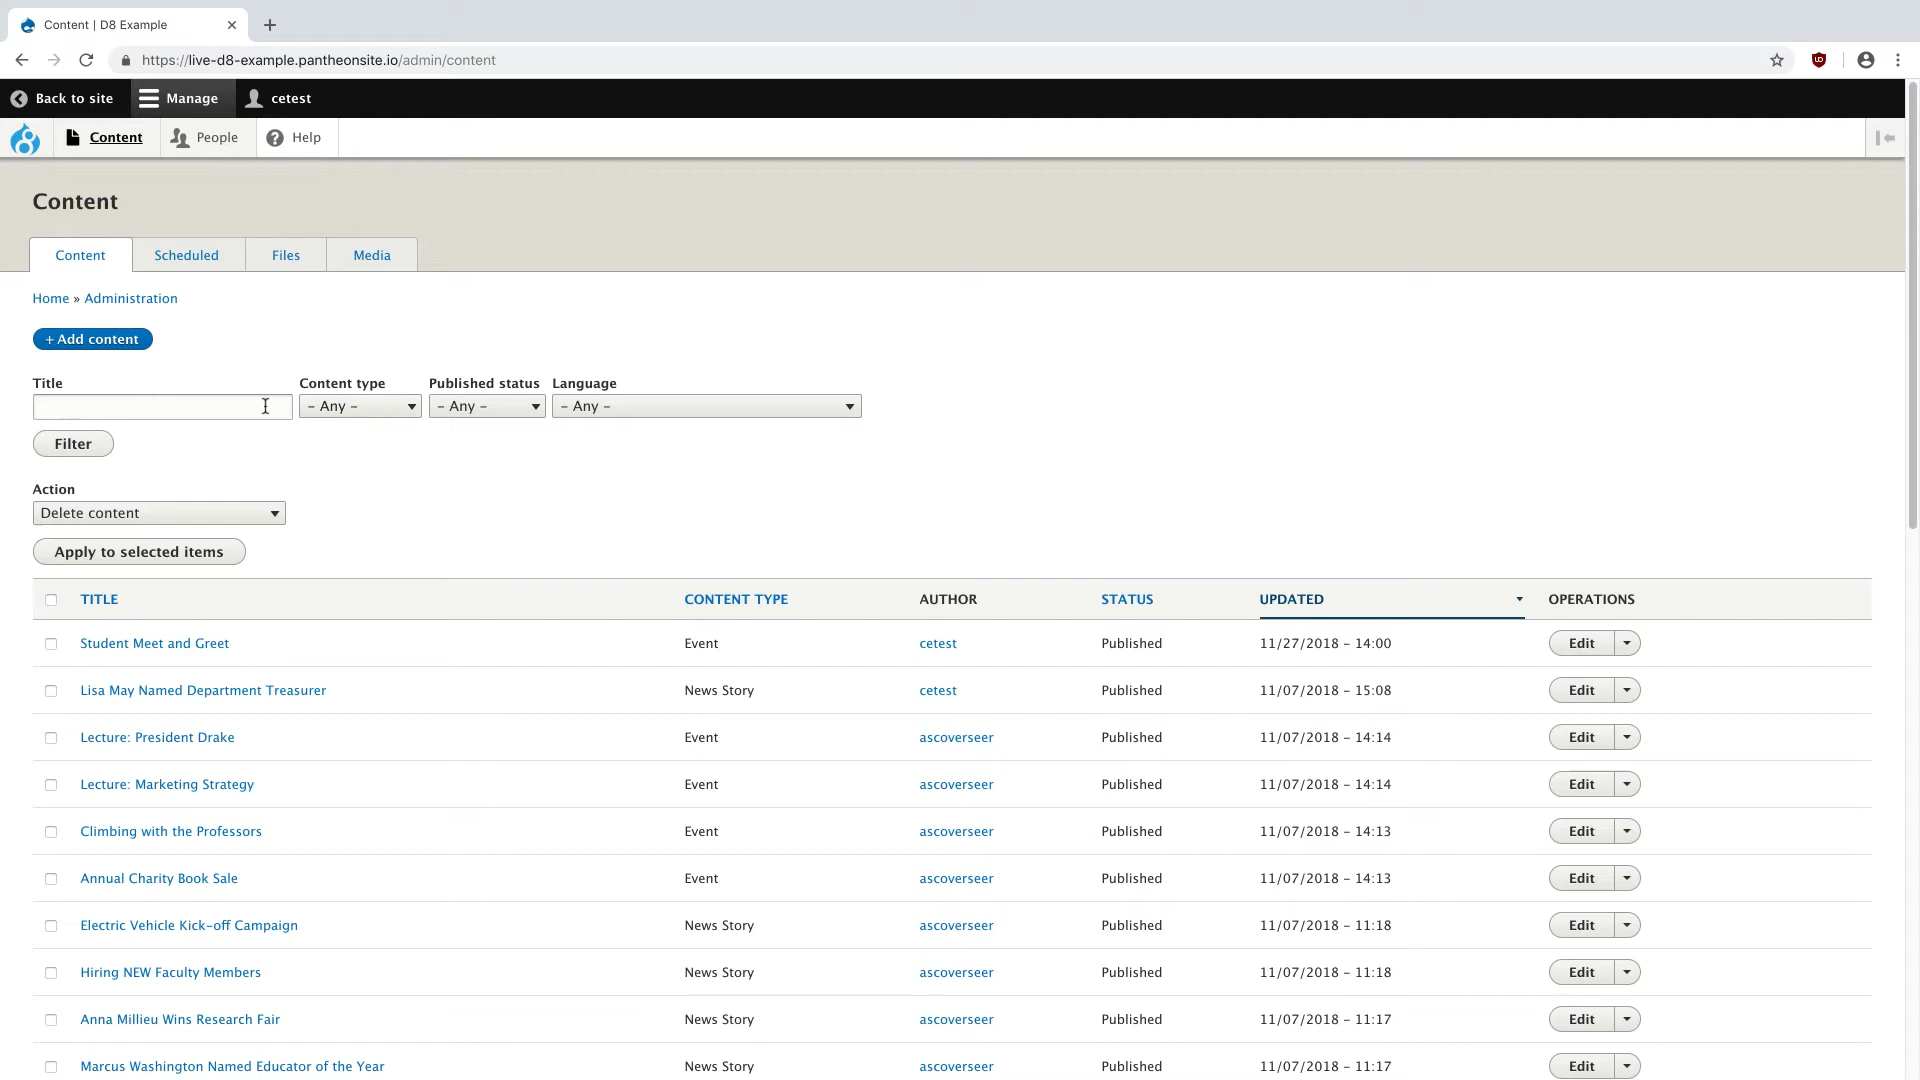 Content | D8 Example
https://live-d8-example.pantheonsite.io/admin/content
Back to site Manage cetest
Content People Help
Content
Content Scheduled Files Media
Home » Administration
+ Add content
Title Content type Published status Language
- Any - - Any - - Any -
Filter
Action
Delete content
Apply to selected items
TITLE CONTENT TYPE AUTHOR STATUS UPDATED OPERATIONS
Student Meet and Greet Event cetest Published 11/27/2018 - 14:00 Edit
Lisa May Named Department Treasurer News Story cetest Published 11/07/2018 - 15:08 Edit
Lecture: President Drake Event ascoverseer Published 11/07/2018 - 14:14 Edit
Lecture: Marketing Strategy Event ascoverseer Published 11/07/2018 - 14:14 Edit
Climbing with the Professors Event ascoverseer Published 11/07/2018 - 14:13 Edit
Annual Charity Book Sale Event ascoverseer Published 11/07/2018 - 14:13 Edit
Electric Vehicle Kick-off Campaign News Story ascoverseer Published 11/07/2018 - 11:18 Edit
Hiring NEW Faculty Members News Story ascoverseer Published 11/07/2018 - 11:18 Edit
Anna Millieu Wins Research Fair News Story ascoverseer Published 11/07/2018 - 11:17 Edit
Marcus Washington Named Educator of the Year News Story ascoverseer Published 11/07/2018 - 11:17 Edit